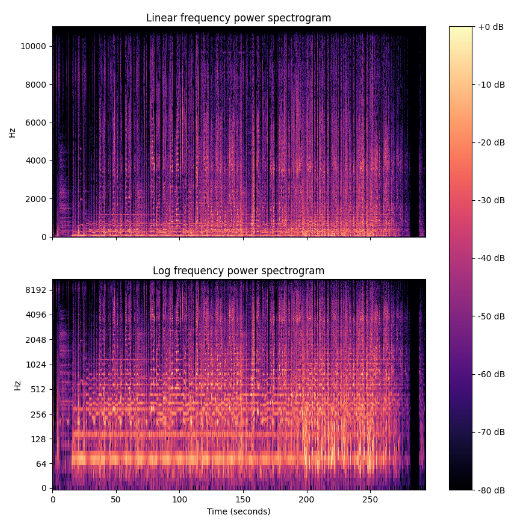 Linear frequency power spectrogram
+0 dB
10000
-10 dB
8000
-20 dB
Hz
6000
4000
-30 dB
2000
0
-40 dB
Log frequency power spectrogram
8192
-50 dB
4096
2048
-60 dB
1024
Hz
512
256
-70 dB
128
64
0
-80 dB
0 50 100 150 200 250
Time (seconds)